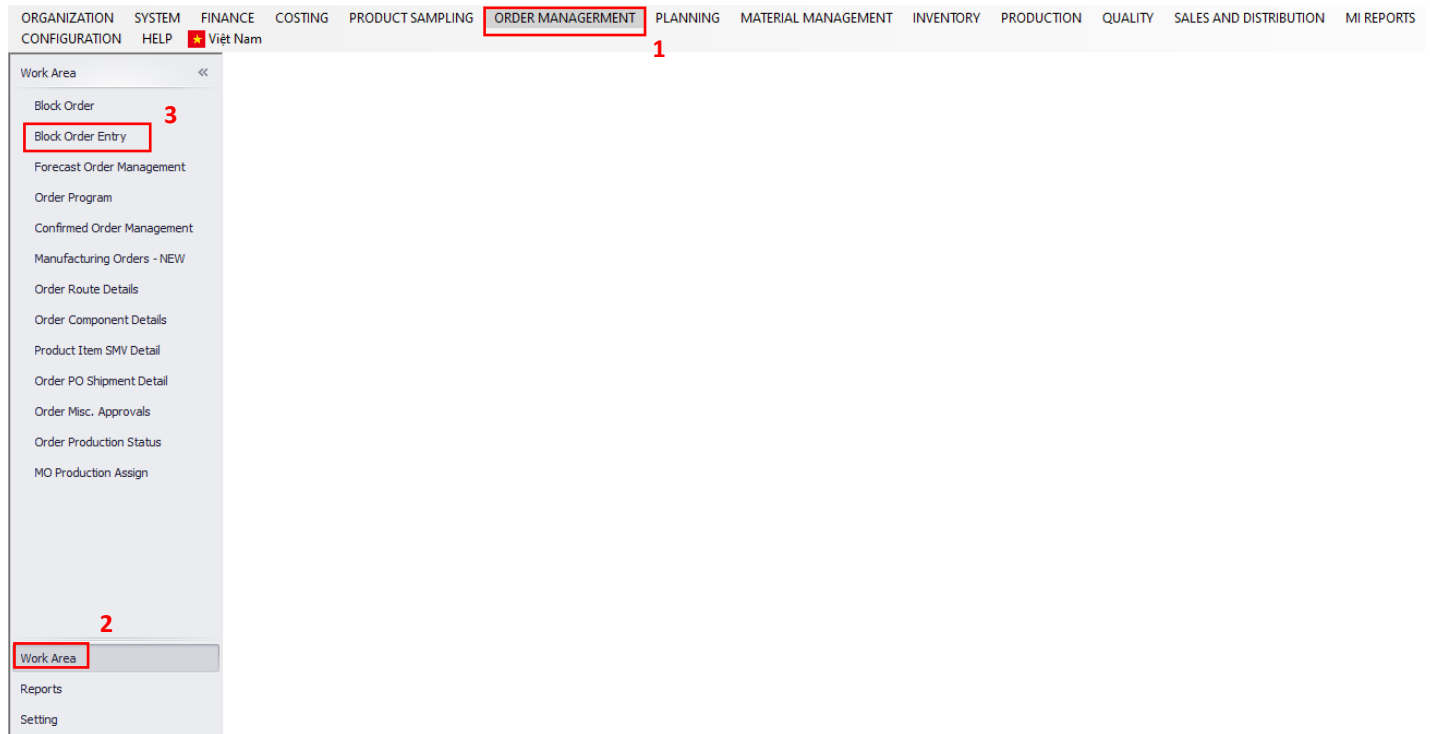 ORGANIZATION SYSTEM FINANCE COSTING PRODUCT SAMPLING ORDER MANAGERMENT PLANNING MATERIAL MANAGEMENT INVENTORY PRODUCTION QUALITY SALES AND DISTRIBUTION MI REPORTS
CONFIGURATION HELP Việt Nam
1
Work Area «
Block Order
3
Block Order Entry
Forecast Order Management
Order Program
Confirmed Order Management
Manufacturing Orders - NEW
Order Route Details
Order Component Details
Product Item SMV Detail
Order PO Shipment Detail
Order Misc. Approvals
Order Production Status
MO Production Assign
2
Work Area
Reports
Setting